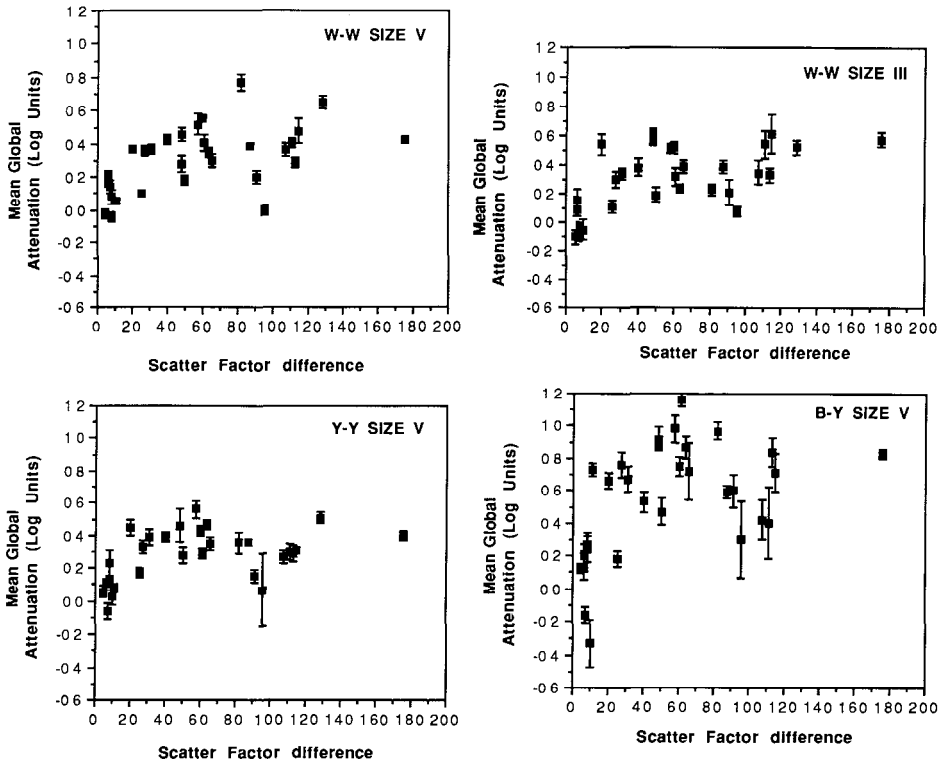 W-W SIZE V
Mean Global
Attenuation (Log Units)
1 2
1 0
0 8
0 6
0 4
0 2
0 0
-0 2
-0 4
-0 6
0 20 40 60 80 100 120 140 160 180 200
Scatter Factor difference
W-W SIZE III
Mean Global
Attenuation (Log Units)
1 2
1 0
0 8
0 6
0 4
0 2
0 0
-0 2
-0 4
-0 6
0 20 40 60 80 100 120 140 160 180 200
Scatter Factor difference
Y-Y SIZE V
Mean Global
Attenuation (Log Units)
1 2
1 0
0 8
0 6
0 4
0 2
0 0
-0 2
-0 4
-0 6
0 20 40 60 80 100 120 140 160 180 200
Scatter Factor difference
B-Y SIZE V
Mean Global
Attenuation (Log Units)
1 2
1 0
0 8
0 6
0 4
0 2
0 0
-0 2
-0 4
-0 6
0 20 40 60 80 100 120 140 160 180 200
Scatter Factor difference